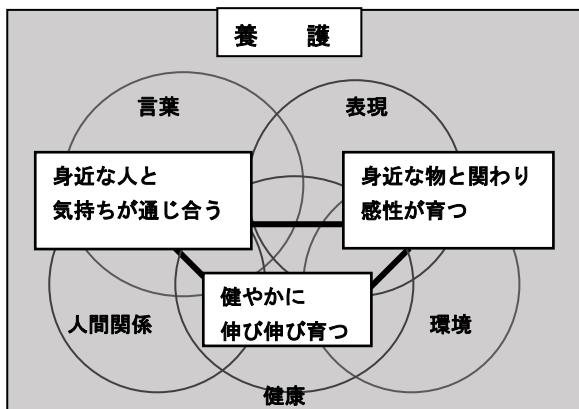 養　護
言葉
表現
身近な人と
気持ちが通じ合う
身近な物と関わり
感性が育つ
健やかに
伸び伸び育つ
人間関係
環境
健康